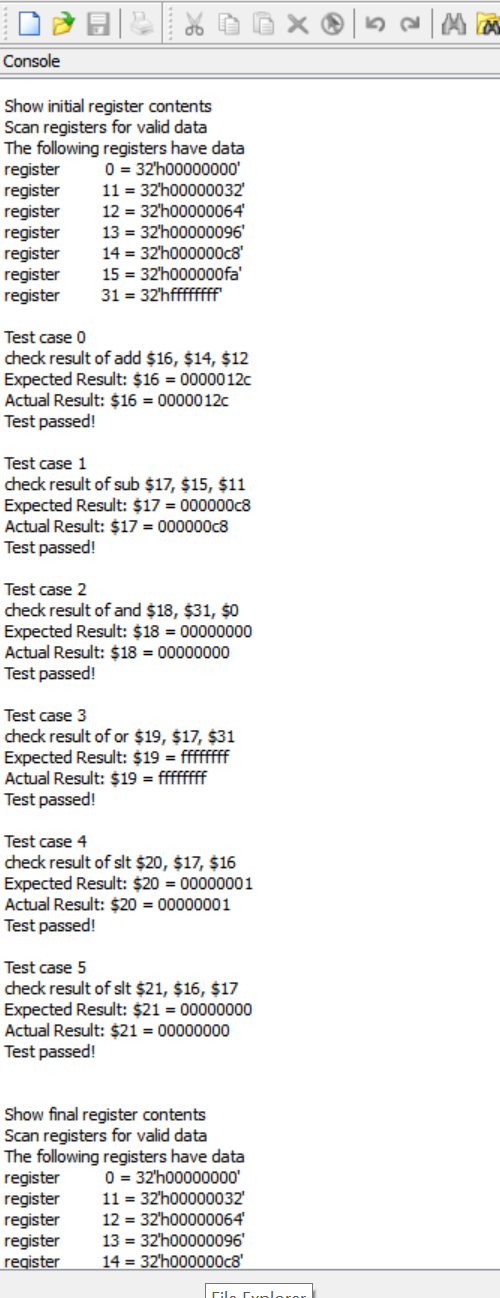 Console
Show initial register contents
Scan registers for valid data
The following registers have data
register 0 = 32'h00000000'
register 11 = 32'h00000032'
register 12 = 32'h00000064'
register 13 = 32'h00000096'
register 14 = 32'h000000c8'
register 15 = 32'h000000fa'
register 31 = 32'hffffffff'
Test case 0
check result of add $16, $14, $12
Expected Result: $16 = 0000012c
Actual Result: $16 = 0000012c
Test passed!
Test case 1
check result of sub $17, $15, $11
Expected Result: $17 = 000000c8
Actual Result: $17 = 000000c8
Test passed!
Test case 2
check result of and $18, $31, $0
Expected Result: $18 = 00000000
Actual Result: $18 = 00000000
Test passed!
Test case 3
check result of or $19, $17, $31
Expected Result: $19 = ffffffff
Actual Result: $19 = ffffffff
Test passed!
Test case 4
check result of slt $20, $17, $16
Expected Result: $20 = 00000001
Actual Result: $20 = 00000001
Test passed!
Test case 5
check result of slt $21, $16, $17
Expected Result: $21 = 00000000
Actual Result: $21 = 00000000
Test passed!
Show final register contents
Scan registers for valid data
The following registers have data
register 0 = 32'h00000000'
register 11 = 32'h00000032'
register 12 = 32'h00000064'
register 13 = 32'h00000096'
register 14 = 32'h000000c8'
File Explorer